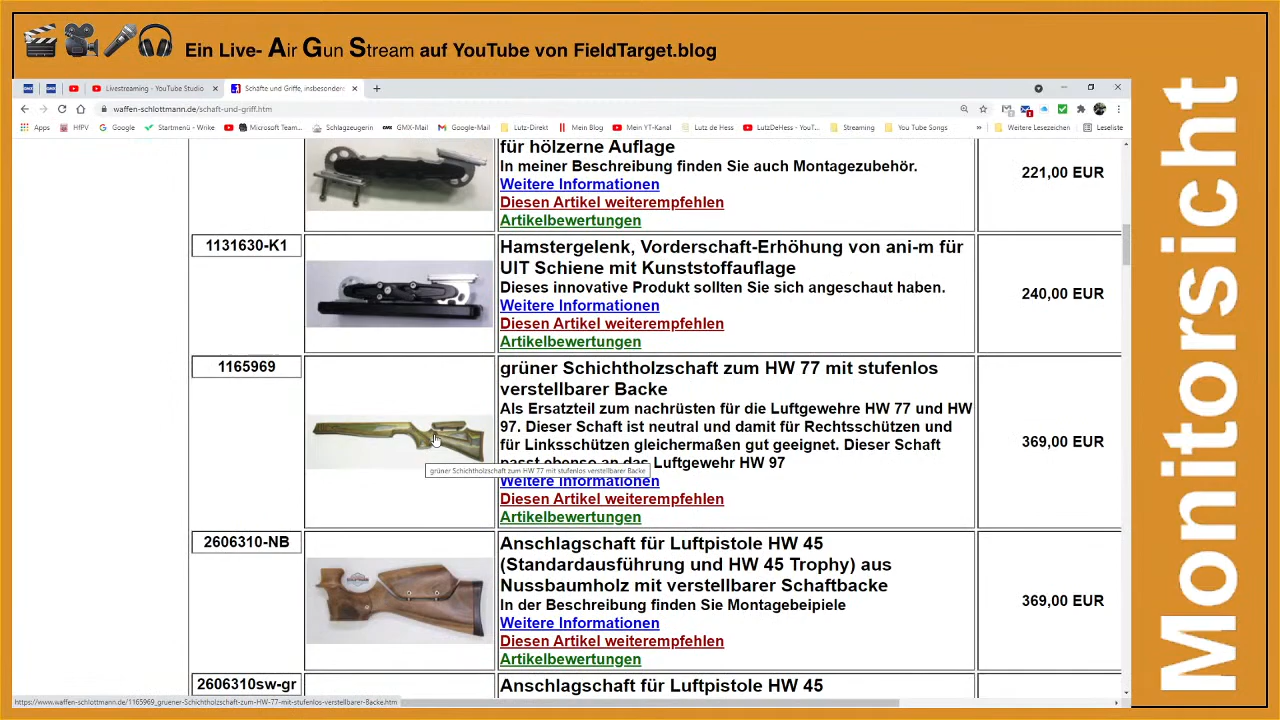 Ein Live- Air Gun Stream auf YouTube von FieldTarget.blog
Livestreaming - YouTube Studio
Schäfte und Griffe, insbesondere
waffen-schlottmann.de/schaft-und-griff.htm
Apps HfPV Google Startmenü - Wrike Microsoft Team... Schlagzeugerin GMX-Mail Google-Mail Lutz-Direkt Mein Blog Mein YT-Kanal Lutz de Hess LutzDeHess - YouT... Streaming You Tube Songs » Weitere Lesezeichen Leseliste
für hölzerne Auflage
In meiner Beschreibung finden Sie auch Montagezubehör.
Weitere Informationen
Diesen Artikel weiterempfehlen
Artikelbewertungen
221,00 EUR
1131630-K1
Hamstergelenk, Vorderschaft-Erhöhung von ani-m für
UIT Schiene mit Kunststoffauflage
Dieses innovative Produkt sollten Sie sich angeschaut haben.
Weitere Informationen
Diesen Artikel weiterempfehlen
Artikelbewertungen
240,00 EUR
1165969
grüner Schichtholzschaft zum HW 77 mit stufenlos
verstellbarer Backe
Als Ersatzteil zum nachrüsten für die Luftgewehre HW 77 und HW
97. Dieser Schaft ist neutral und damit für Rechtsschützen und
für Linksschützen gleichermaßen gut geeignet. Dieser Schaft
passt ebenso an das Luftgewehr HW 97
grüner Schichtholzschaft zum HW 77 mit stufenlos verstellbarer Backe
Weitere Informationen
Diesen Artikel weiterempfehlen
Artikelbewertungen
369,00 EUR
2606310-NB
Anschlagschaft für Luftpistole HW 45
(Standardausführung und HW 45 Trophy) aus
Nussbaumholz mit verstellbarer Schaftbacke
In der Beschreibung finden Sie Montagebeipiele
Weitere Informationen
Diesen Artikel weiterempfehlen
Artikelbewertungen
369,00 EUR
2606310sw-gr
Anschlagschaft für Luftpistole HW 45
https://www.waffen-schlottmann.de/1165969_gruener-Schichtholzschaft-zum-HW-77-mit-stufenlos-verstellbarer-Backe.htm
Monitorsicht